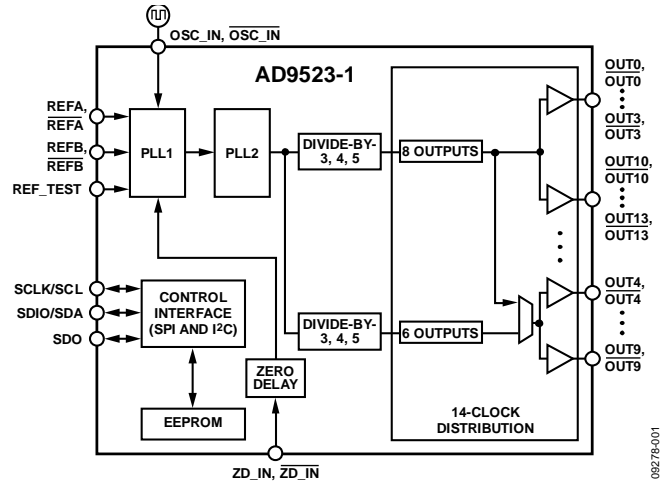 OSC_IN, OSC_IN
AD9523-1
REFA,
REFA
REFB,
REFB
REF_TEST
PLL1
PLL2
DIVIDE-BY-
3, 4, 5
8 OUTPUTS
OUT0,
OUT0
OUT3,
OUT3
OUT10,
OUT10
OUT13,
OUT13
SCLK/SCL
SDIO/SDA
SDO
CONTROL
INTERFACE
(SPI AND I²C)
EEPROM
ZERO
DELAY
DIVIDE-BY-
3, 4, 5
6 OUTPUTS
OUT4,
OUT4
OUT9,
OUT9
14-CLOCK
DISTRIBUTION
ZD_IN, ZD_IN
09278-001